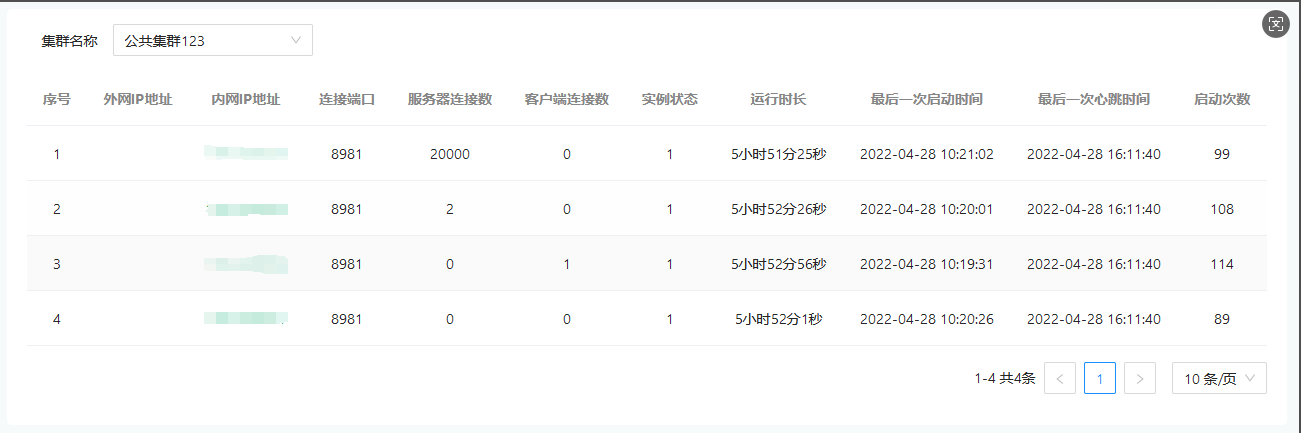 集群名称 公共集群123
序号 外网IP地址 内网IP地址 连接端口 服务器连接数 客户端连接数 实例状态 运行时长 最后一次启动时间 最后一次心跳时间 启动次数
1 8981 20000 0 1 5小时51分25秒 2022-04-28 10:21:02 2022-04-28 16:11:40 99
2 8981 2 0 1 5小时52分26秒 2022-04-28 10:20:01 2022-04-28 16:11:40 108
3 8981 0 1 1 5小时52分56秒 2022-04-28 10:19:31 2022-04-28 16:11:40 114
4 8981 0 0 1 5小时52分1秒 2022-04-28 10:20:26 2022-04-28 16:11:40 89
1-4 共4条 < 1 > 10 条/页